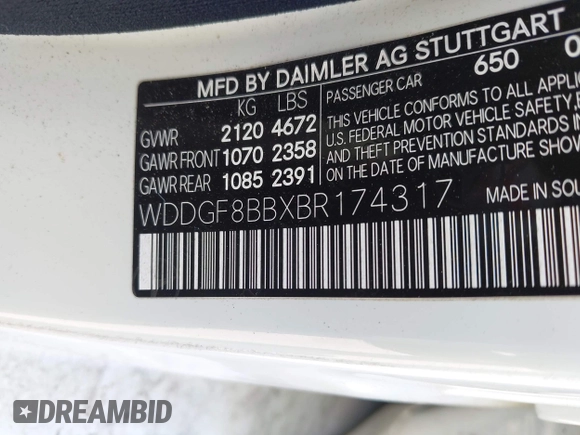 MFD BY DAIMLER AG STUTTGART
KG LBS
GVWR 2120 4672
GAWR FRONT 1070 2358
GAWR REAR 1085 2391
PASSENGER CAR 650 0
THIS VEHICLE CONFORMS TO ALL
U.S. FEDERAL MOTOR VEHICLE SAFETY
AND THEFT PREVENTION STANDARDS IN
ON THE DATE OF MANUFACTURE SHOW
WDDGF8BBXBR174317
MADE IN SOU
DREAMBID